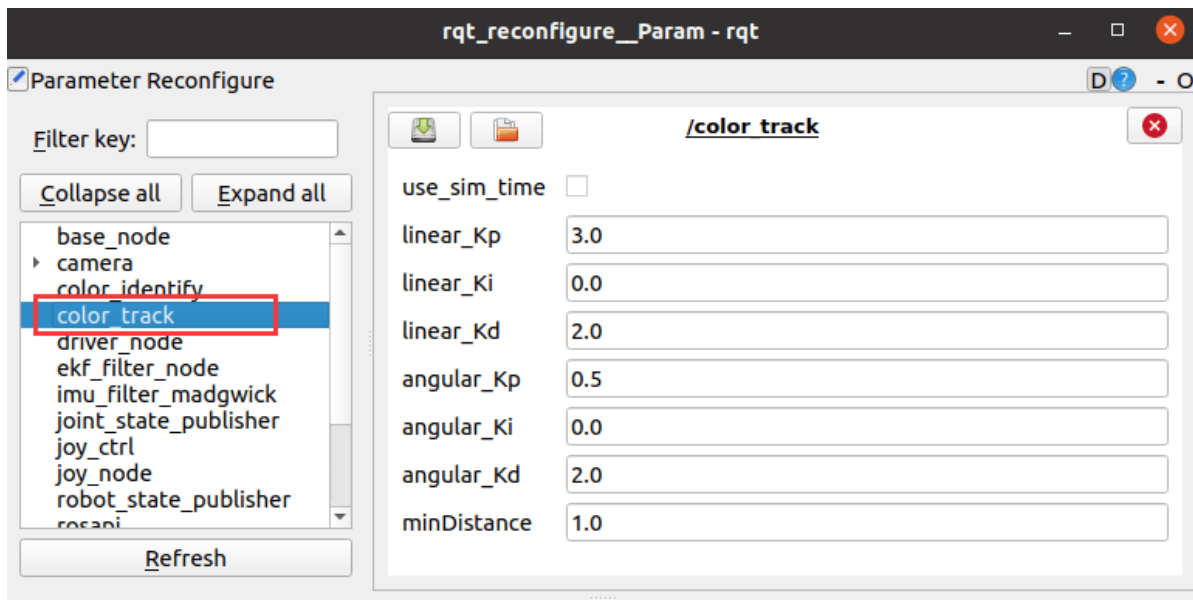 rqt_reconfigure__Param - rqt
Parameter Reconfigure
D ? - O
Filter key:
Collapse all Expand all
base_node
camera
color_identify
color_track
driver_node
ekf_filter_node
imu_filter_madgwick
joint_state_publisher
joy_ctrl
joy_node
robot_state_publisher
rosapi
Refresh
/color_track
use_sim_time
linear_Kp 3.0
linear_Ki 0.0
linear_Kd 2.0
angular_Kp 0.5
angular_Ki 0.0
angular_Kd 2.0
minDistance 1.0